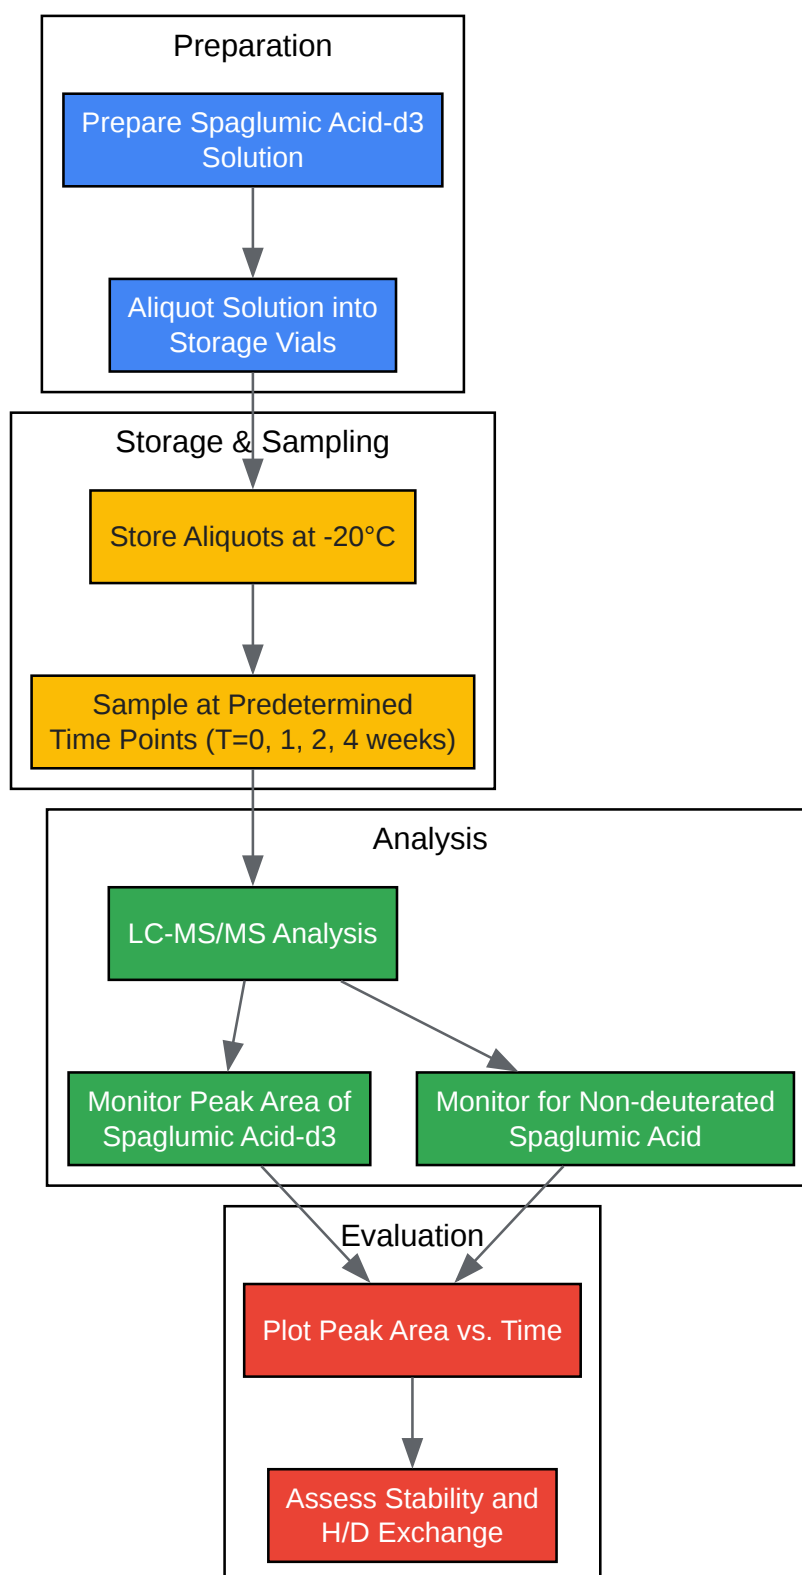 Preparation
Prepare Spaglumic Acid-d3
Solution
Aliquot Solution into
Storage Vials
Storage & Sampling
Store Aliquots at -20°C
Sample at Predetermined
Time Points (T=0, 1, 2, 4 weeks)
Analysis
LC-MS/MS Analysis
Monitor Peak Area of
Spaglumic Acid-d3
Monitor for Non-deuterated
Spaglumic Acid
Evaluation
Plot Peak Area vs. Time
Assess Stability and
H/D Exchange